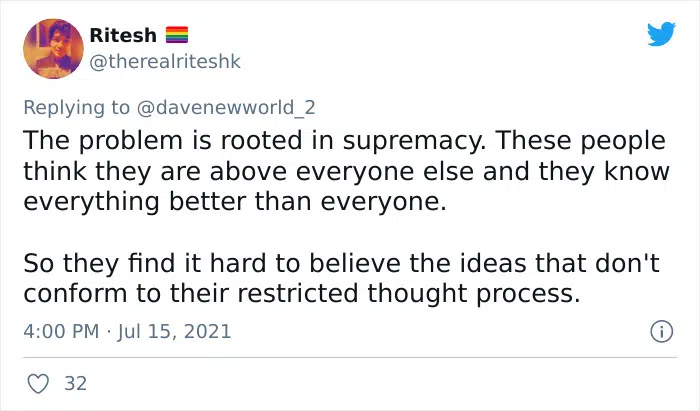 Ritesh 🏳️‍🌈
@therealriteshk
Replying to @davenewworld_2
The problem is rooted in supremacy. These people
think they are above everyone else and they know
everything better than everyone.
So they find it hard to believe the ideas that don't
conform to their restricted thought process.
4:00 PM · Jul 15, 2021
32